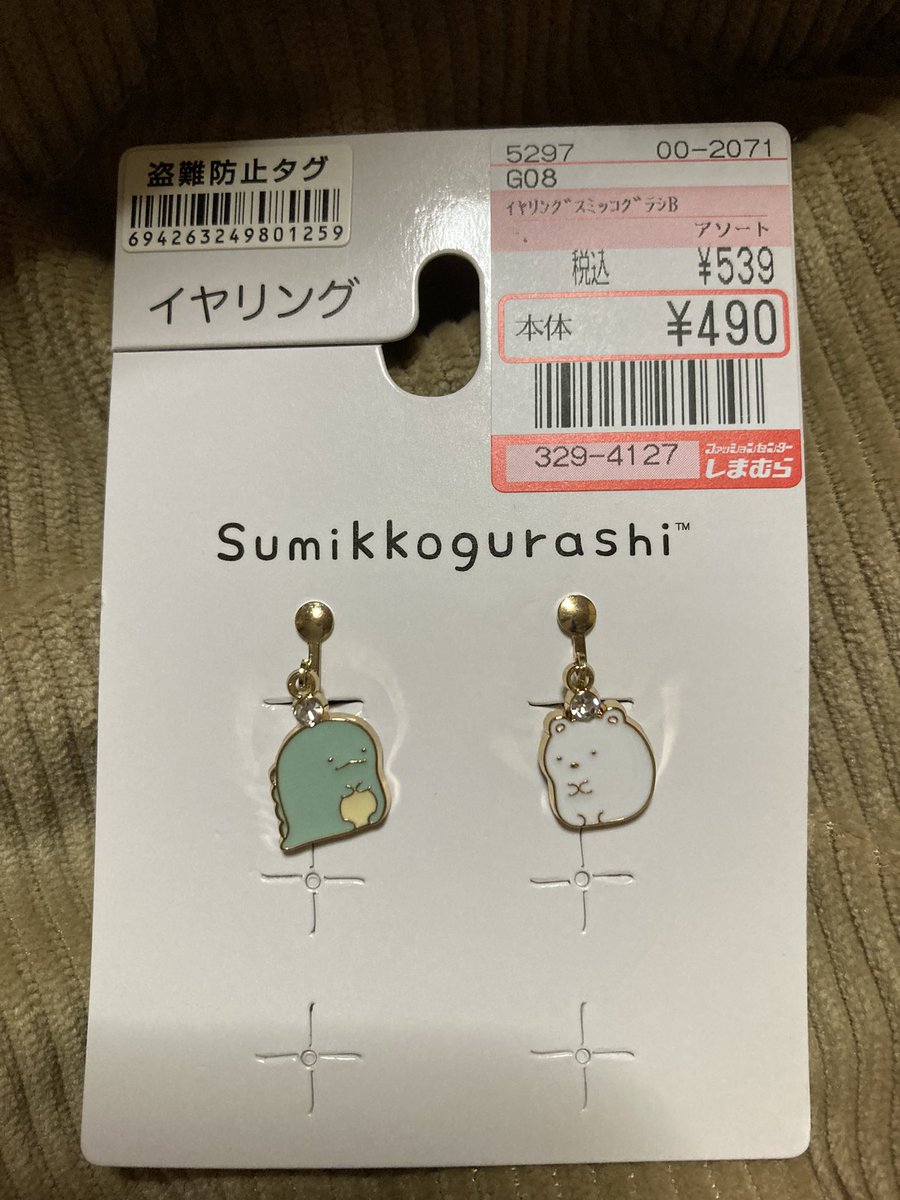 盗難防止タグ
694263249801259
イヤリング
5297 00-2071
G08
ｲﾔﾘﾝｸﾞｽﾐｯｺｸﾞﾗｼB
アソート
税込 ¥539
本体 ¥490
329-4127
ファッションセンター
しまむら
Sumikkogurashi™